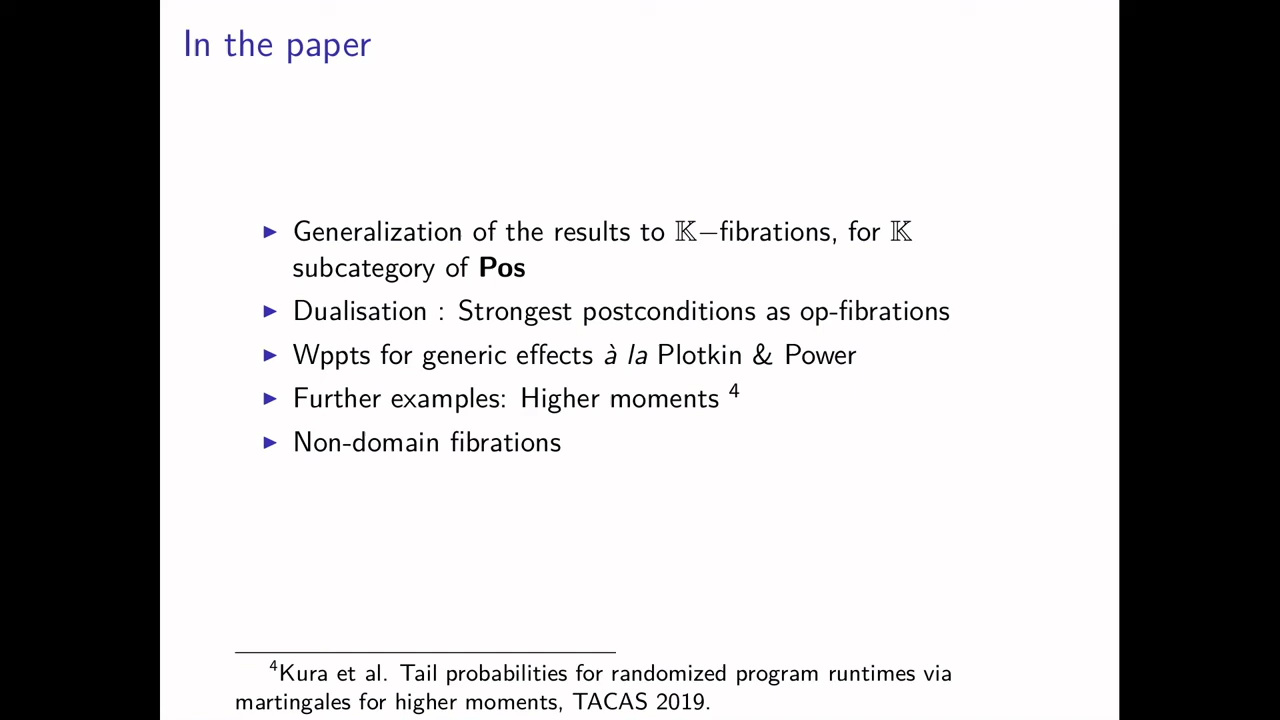 In the paper
▶ Generalization of the results to 𝕂−fibrations, for 𝕂
subcategory of Pos
▶ Dualisation : Strongest postconditions as op-fibrations
▶ Wppts for generic effects à la Plotkin & Power
▶ Further examples: Higher moments ⁴
▶ Non-domain fibrations
⁴Kura et al. Tail probabilities for randomized program runtimes via
martingales for higher moments, TACAS 2019.